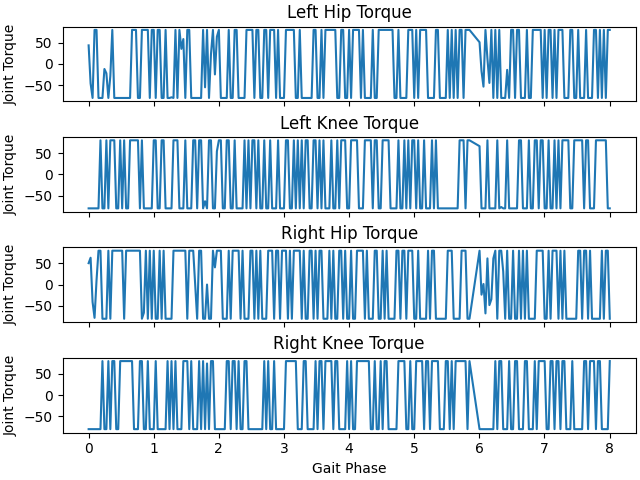 Left Hip Torque
Joint Torque
50
0
−50
Left Knee Torque
Joint Torque
50
0
−50
Right Hip Torque
Joint Torque
50
0
−50
Right Knee Torque
Joint Torque
50
0
−50
0 1 2 3 4 5 6 7 8
Gait Phase